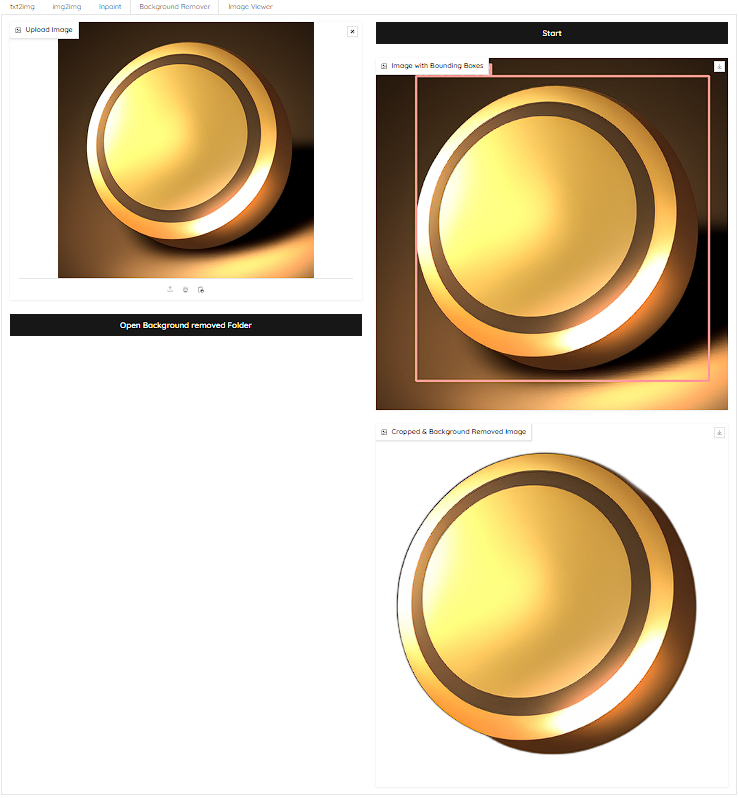 txt2img
img2img
Inpaint
Background Remover
Image Viewer
Upload Image
Open Background removed Folder
Start
Image with Bounding Boxes
Cropped & Background Removed Image